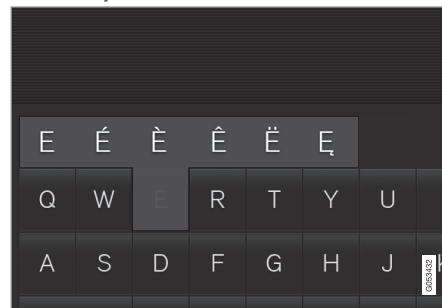 E É È Ê Ë Ę
Q W E R T Y U
A S D F G H J K
G053432